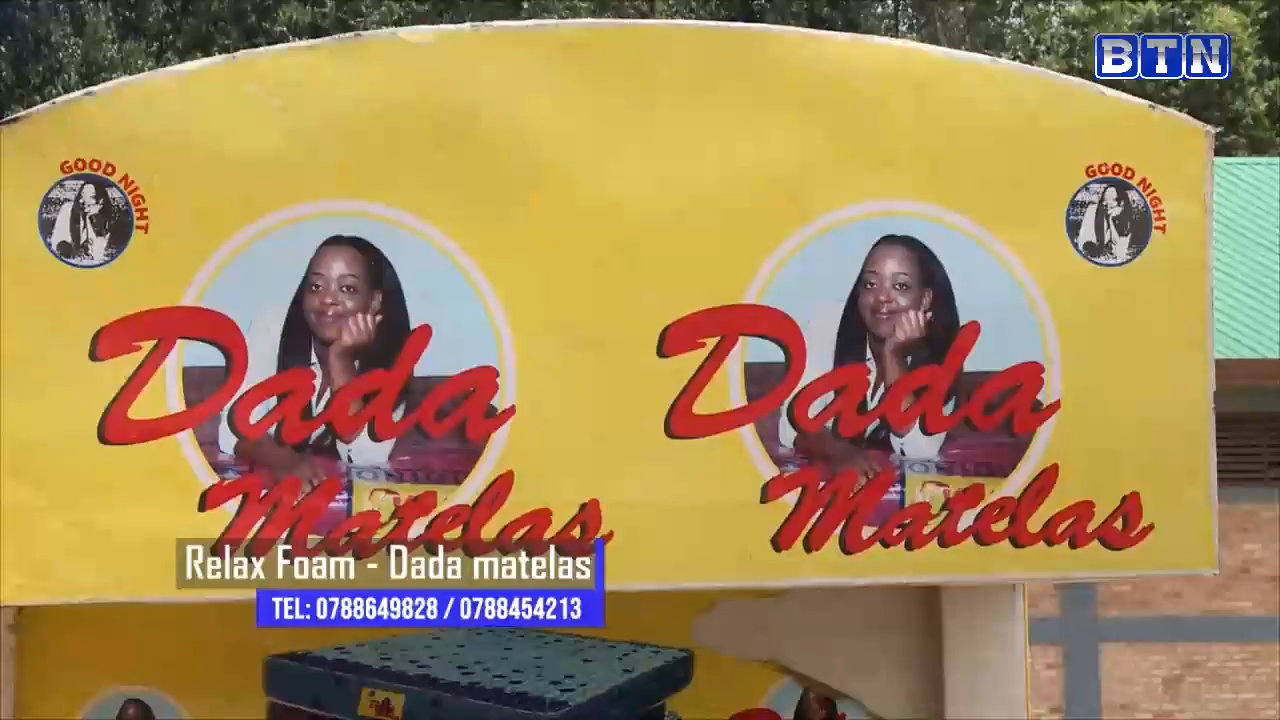 BTN
GOOD NIGHT
GOOD NIGHT
Dada
Matelas
Dada
Matelas
Relax Foam - Dada matelas
TEL: 0788649828 / 0788454213